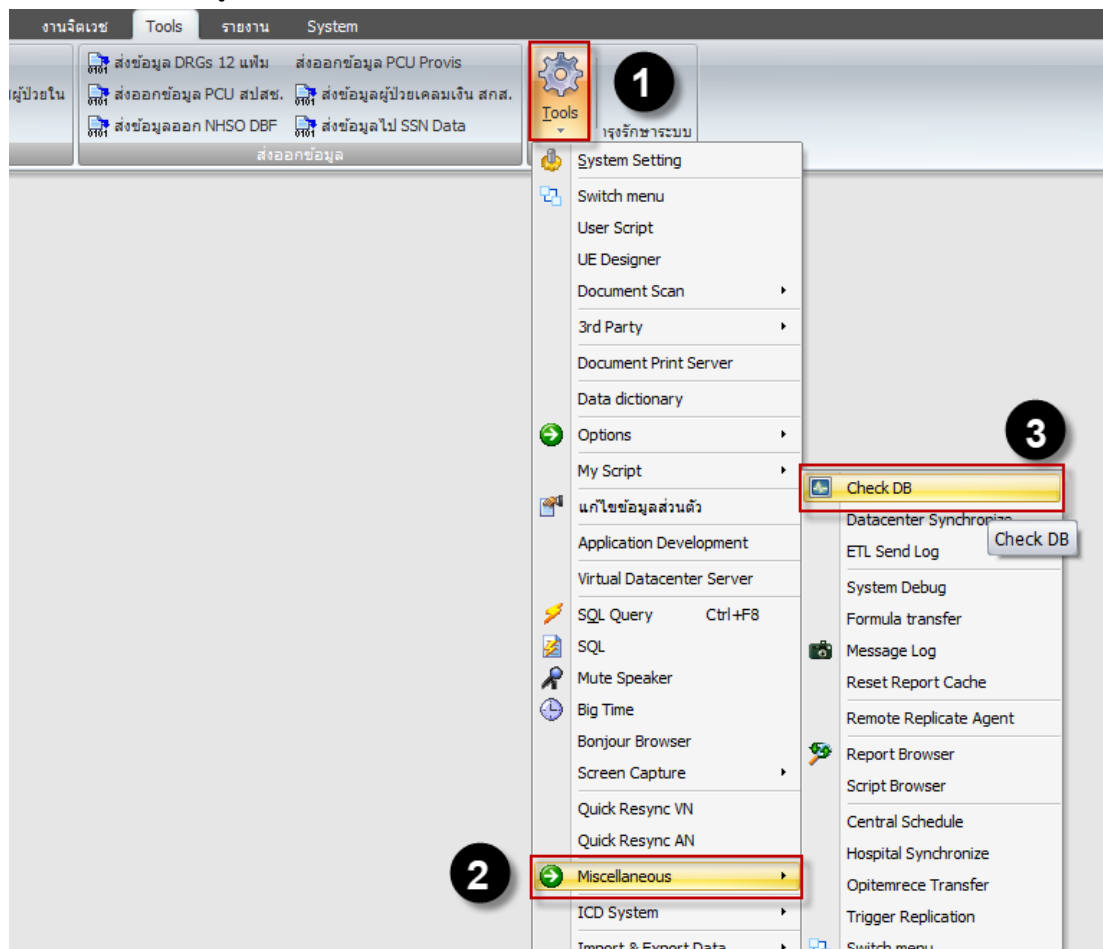 งานจิตเวช Tools รายงาน System
ส่งข้อมูล DRGs 12 แฟ้ม ส่งออกข้อมูล PCU Provis
ผู้ป่วยใน ส่งออกข้อมูล PCU สปสช. ส่งข้อมูลผู้ป่วยเคลมเงิน สกส.
ส่งข้อมูลออก NHSO DBF ส่งข้อมูลไป SSN Data
ส่งออกข้อมูล
Tools
1
ารุงรักษาระบบ
System Setting
Switch menu
User Script
UE Designer
Document Scan
3rd Party
Document Print Server
Data dictionary
Options
My Script
แก้ไขข้อมูลส่วนตัว
Application Development
Virtual Datacenter Server
SQL Query Ctrl+F8
SQL
Mute Speaker
Big Time
Bonjour Browser
Screen Capture
Quick Resync VN
Quick Resync AN
2
Miscellaneous
ICD System
Import & Export Data
3
Check DB
Datacenter Synchronize
Check DB
ETL Send Log
System Debug
Formula transfer
Message Log
Reset Report Cache
Remote Replicate Agent
Report Browser
Script Browser
Central Schedule
Hospital Synchronize
Opitemrece Transfer
Trigger Replication
Switch menu